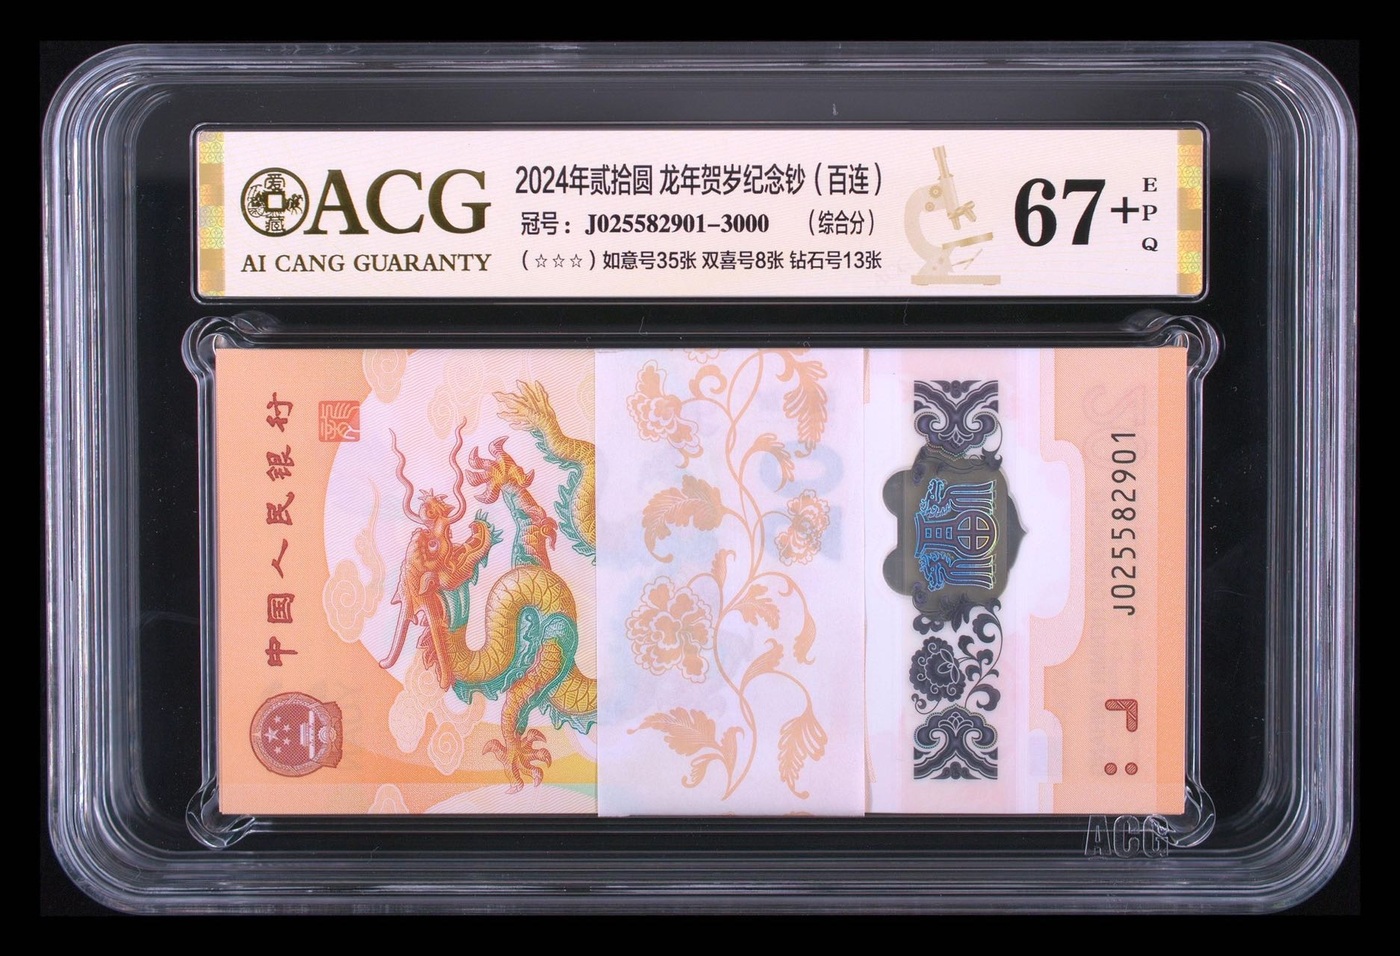 ACG
AI CANG GUARANTY
2024年贰拾圆 龙年贺岁纪念钞（百连）
冠号：J025582901-3000 （综合分）
（☆☆☆）如意号35张 双喜号8张 钻石号13张
67+
EPQ
中国人民银行
J025582901
ACG